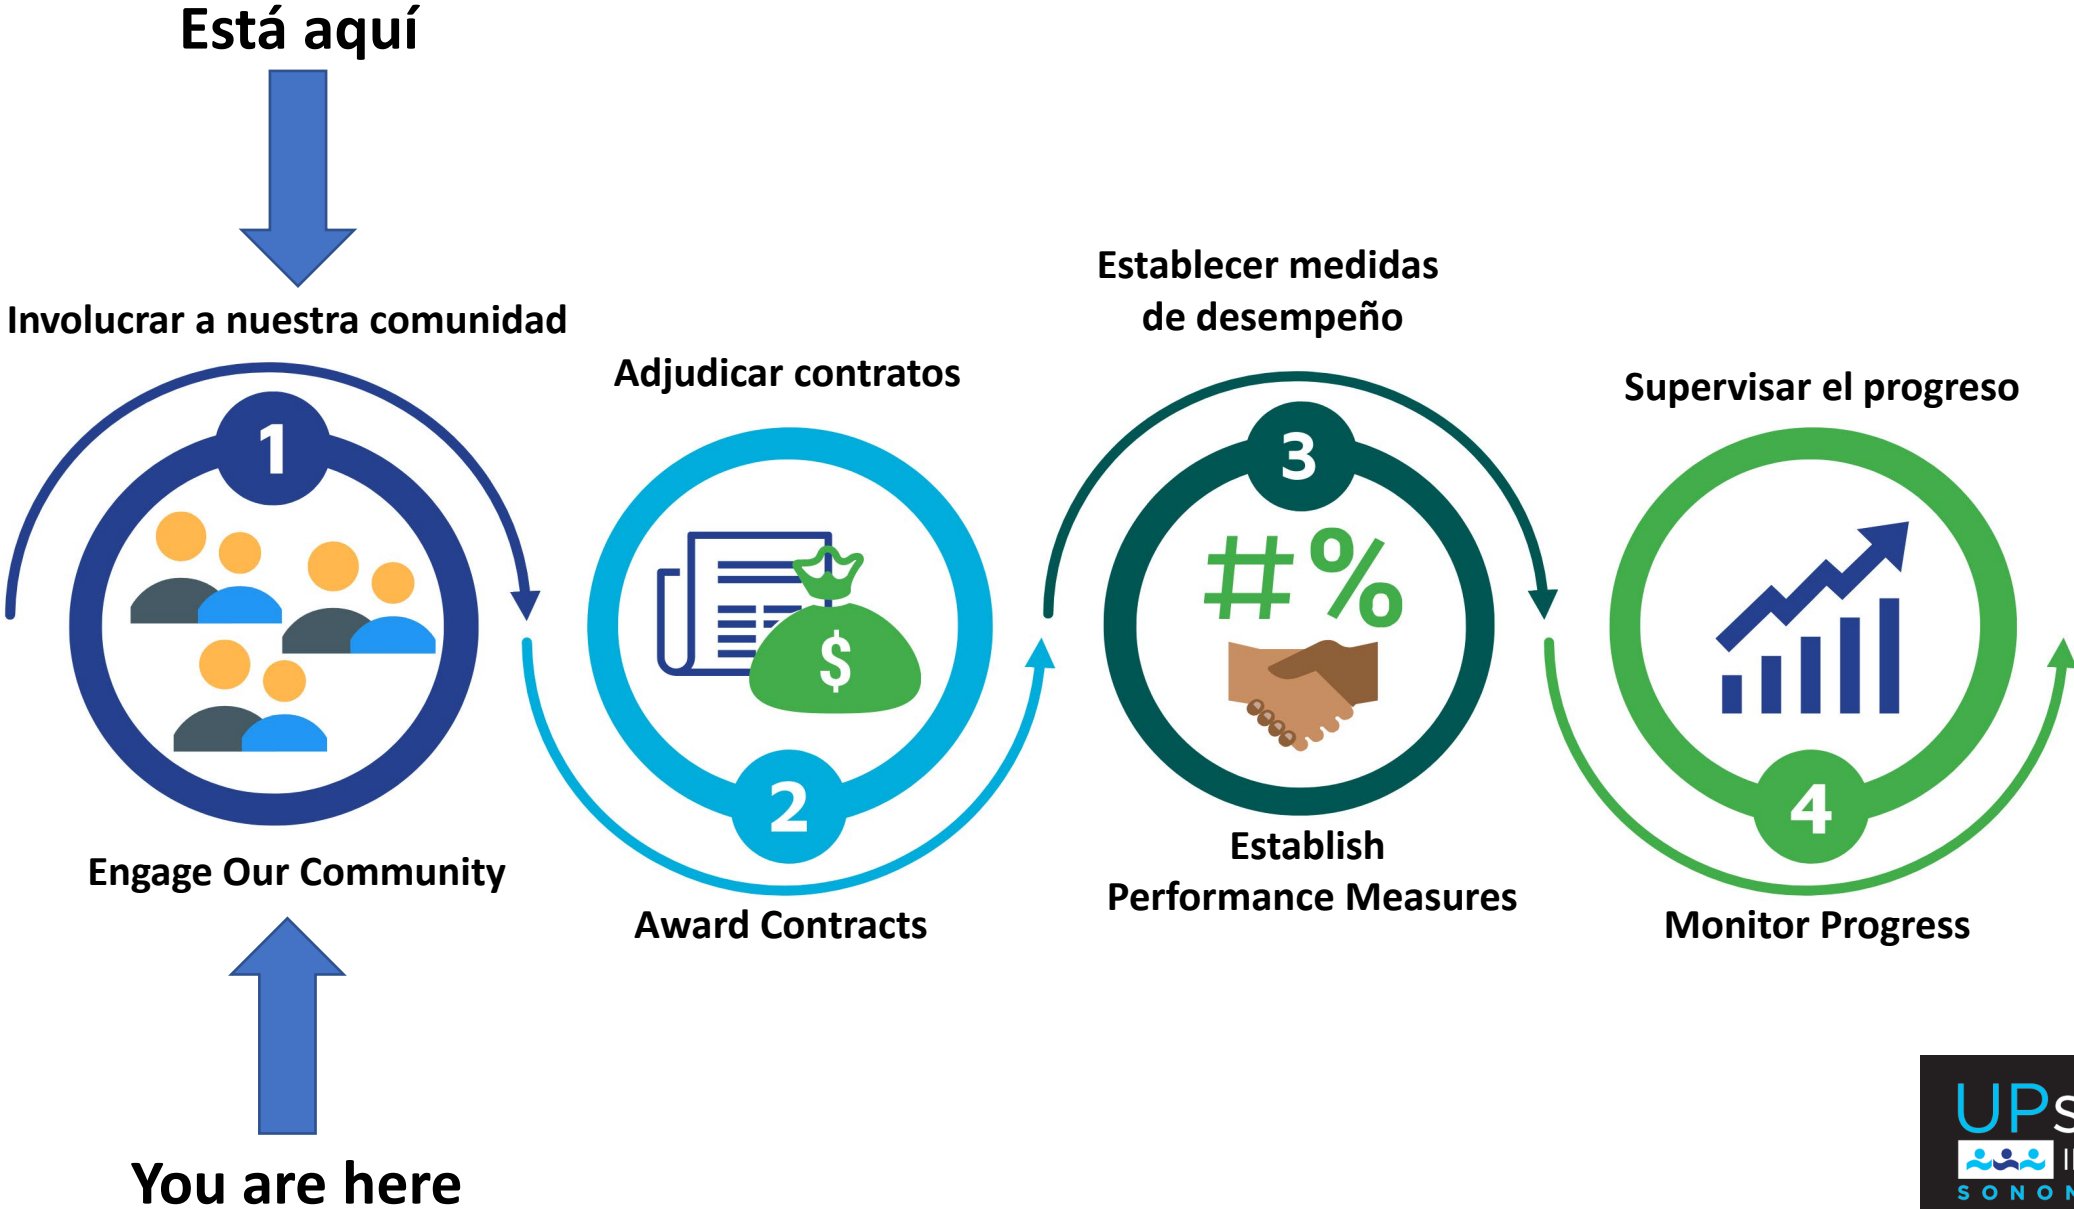 Está aquí
Involucrar a nuestra comunidad
1
Engage Our Community
You are here
Adjudicar contratos
$
2
Award Contracts
Establecer medidas
de desempeño
3
#%
Establish
Performance Measures
Supervisar el progreso
4
Monitor Progress
UPs